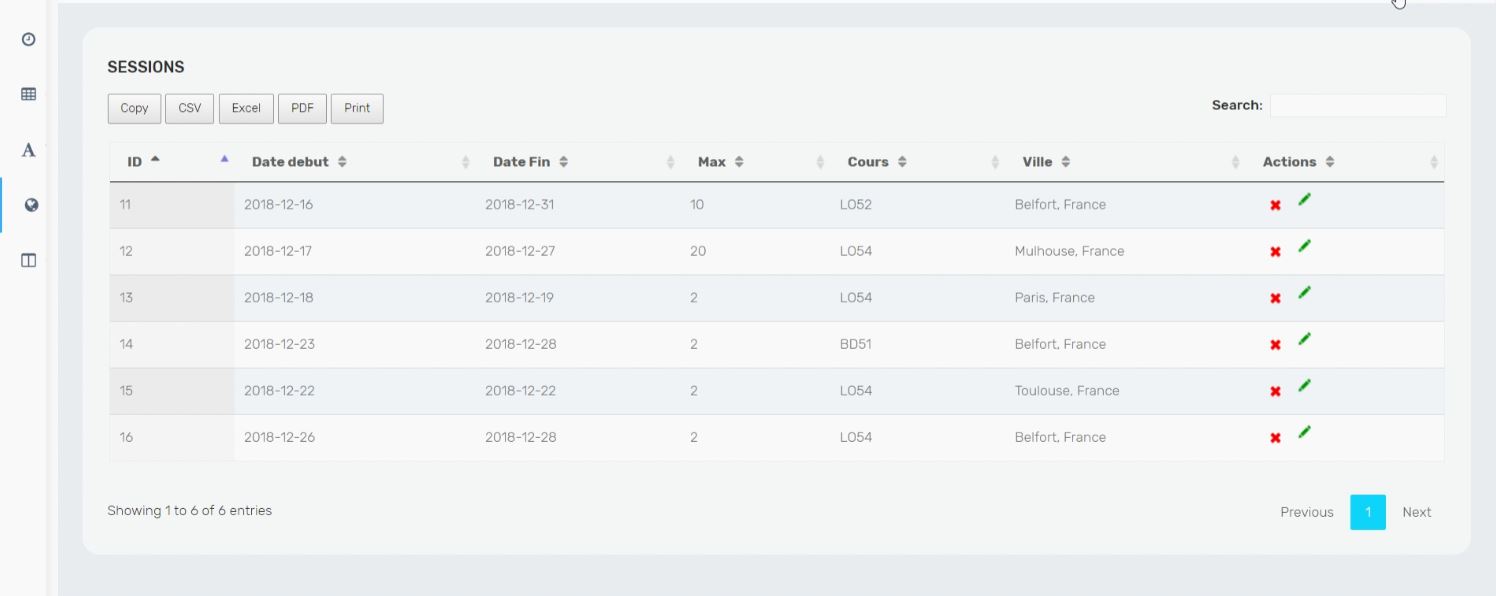 SESSIONS
Copy CSV Excel PDF Print Search:
ID Date debut Date Fin Max Cours Ville Actions
11 2018-12-16 2018-12-31 10 LO52 Belfort, France
12 2018-12-17 2018-12-27 20 LO54 Mulhouse, France
13 2018-12-18 2018-12-19 2 LO54 Paris, France
14 2018-12-23 2018-12-28 2 BD51 Belfort, France
15 2018-12-22 2018-12-22 2 LO54 Toulouse, France
16 2018-12-26 2018-12-28 2 LO54 Belfort, France
Showing 1 to 6 of 6 entries Previous 1 Next